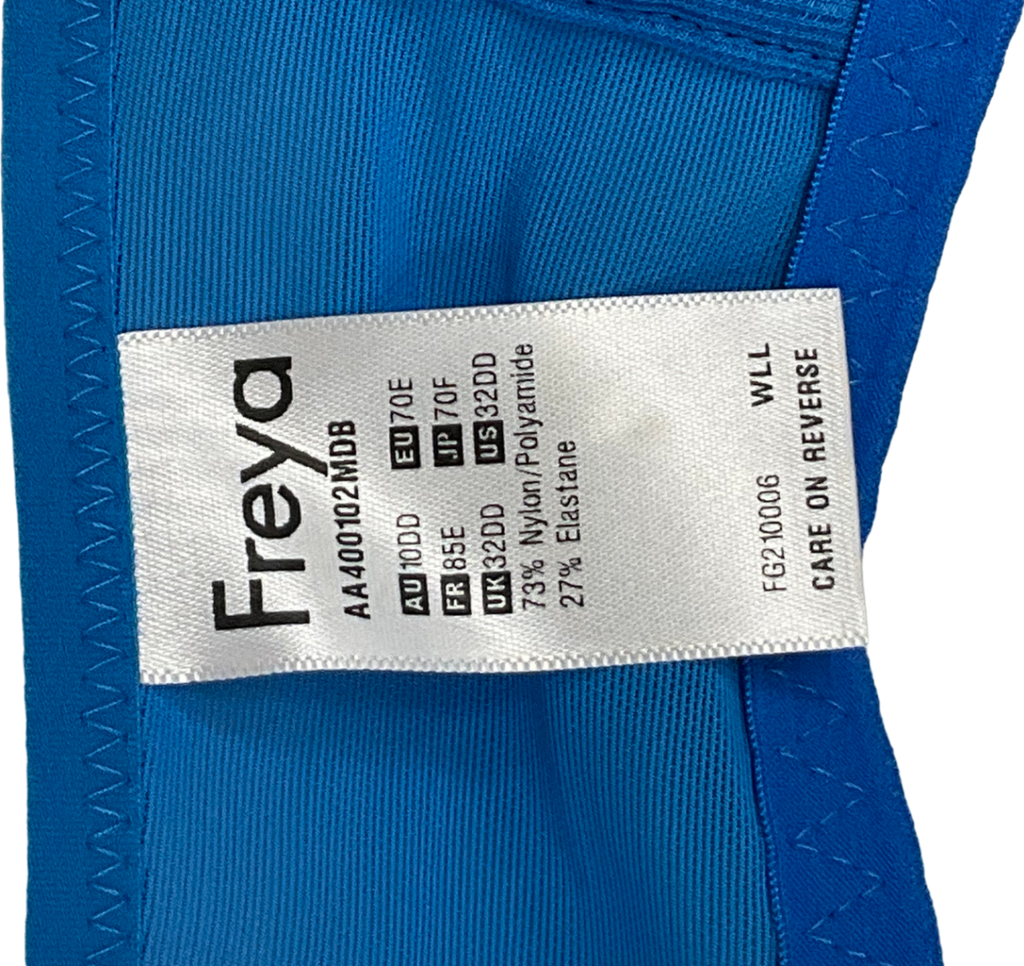 Freya
AA400102MDB
AU 10DD EU 70E
FR 85E JP 70F
UK 32DD US 32DD
73% Nylon/Polyamide
27% Elastane
FG210006 WLL
CARE ON REVERSE